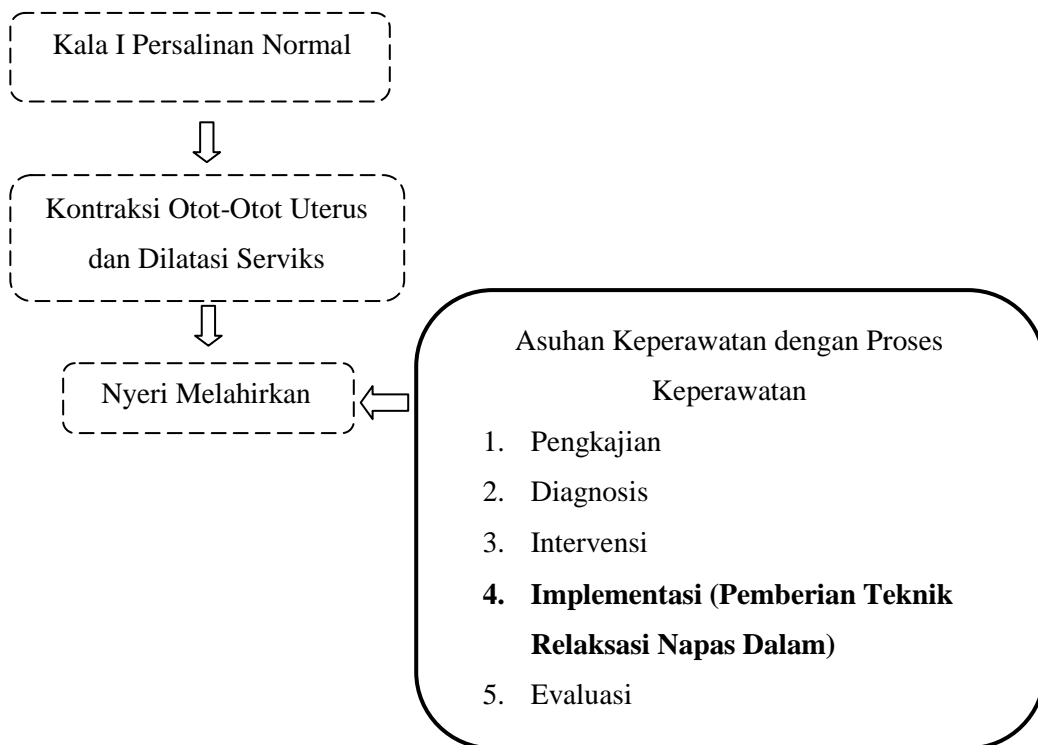 Kala I Persalinan Normal
Kontraksi Otot-Otot Uterus
dan Dilatasi Serviks
Nyeri Melahirkan
Asuhan Keperawatan dengan Proses
Keperawatan
1. Pengkajian
2. Diagnosis
3. Intervensi
4. Implementasi (Pemberian Teknik
Relaksasi Napas Dalam)
5. Evaluasi